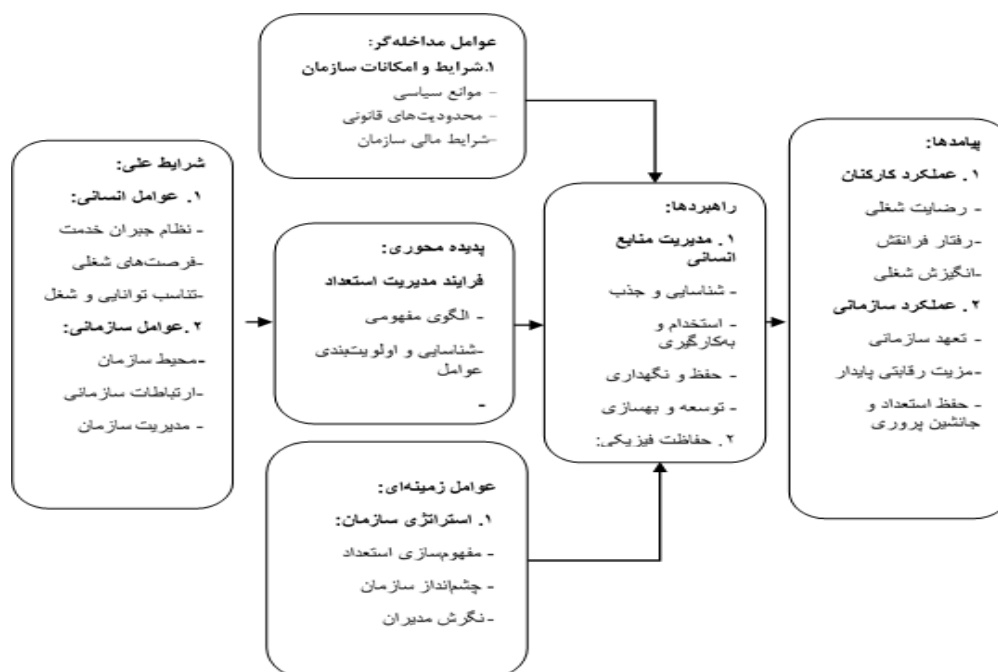 عوامل مداخله‌گر:
۱.شرایط و امکانات سازمان
- موانع سیاسی
- محدودیت‌های قانونی
-شرایط مالی سازمان
شرایط علی:
۱. عوامل انسانی:
- نظام جبران خدمت
-فرصت‌های شغلی
-تناسب توانایی و شغل
۲.عوامل سازمانی:
-محیط سازمان
-ارتباطات سازمانی
- مدیریت سازمان
پدیده محوری:
فرایند مدیریت استعداد
- الگوی مفهومی
-شناسایی و اولویت‌بندی
عوامل
-
عوامل زمینه‌ای:
۱. استراتژی سازمان:
- مفهوم‌سازی استعداد
- چشم‌انداز سازمان
-نگرش مدیران
راهبردها:
۱. مدیریت منابع
انسانی
- شناسایی و جذب
- استخدام و
به‌کارگیری
- حفظ و نگهداری
- توسعه و بهسازی
۲. حفاظت فیزیکی:
پیامدها:
۱. عملکرد کارکنان
- رضایت شغلی
-رفتار فرانقش
-انگیزش شغلی
۲. عملکرد سازمانی
- تعهد سازمانی
-مزیت رقابتی پایدار
- حفظ استعداد و
جانشین پروری